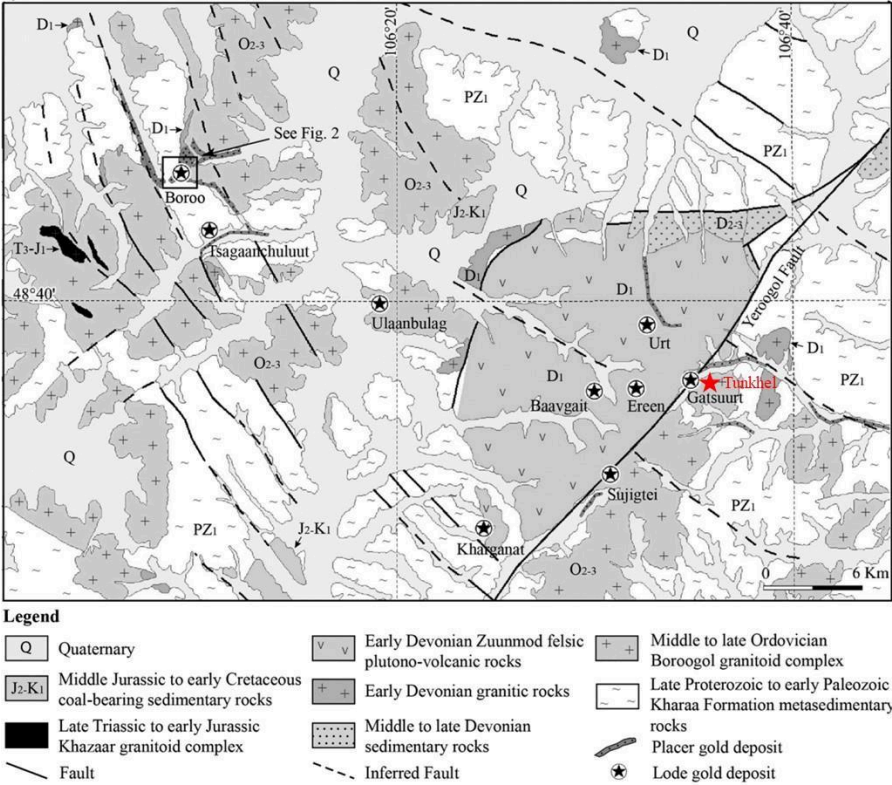 D1
O2-3
Q
106°20'
D1
106°40'
PZ1
D1
See Fig. 2
PZ1
Boroo
O2-3
Q
J2-K1
T3-J1
Tsagaanchuluut
D2-3
Q
D1
D1
Yeroogol Fault
48°40'
Ulaanbulag
Urt
D1
O2-3
D1
PZ1
Tunkhel
Baavgait
Ereen
Gatsuurt
Q
Sujigtei
PZ1
PZ1
J2-K1
Kharganat
O2-3
0 6 Km
Legend
Q Quaternary
J2-K1 Middle Jurassic to early Cretaceous
coal-bearing sedimentary rocks
Late Triassic to early Jurassic
Khazaar granitoid complex
Fault
Early Devonian Zuunmod felsic
plutono-volcanic rocks
Early Devonian granitic rocks
Middle to late Devonian
sedimentary rocks
Inferred Fault
Middle to late Ordovician
Boroogol granitoid complex
Late Proterozoic to early Paleozoic
Kharaa Formation metasedimentary
rocks
Placer gold deposit
Lode gold deposit